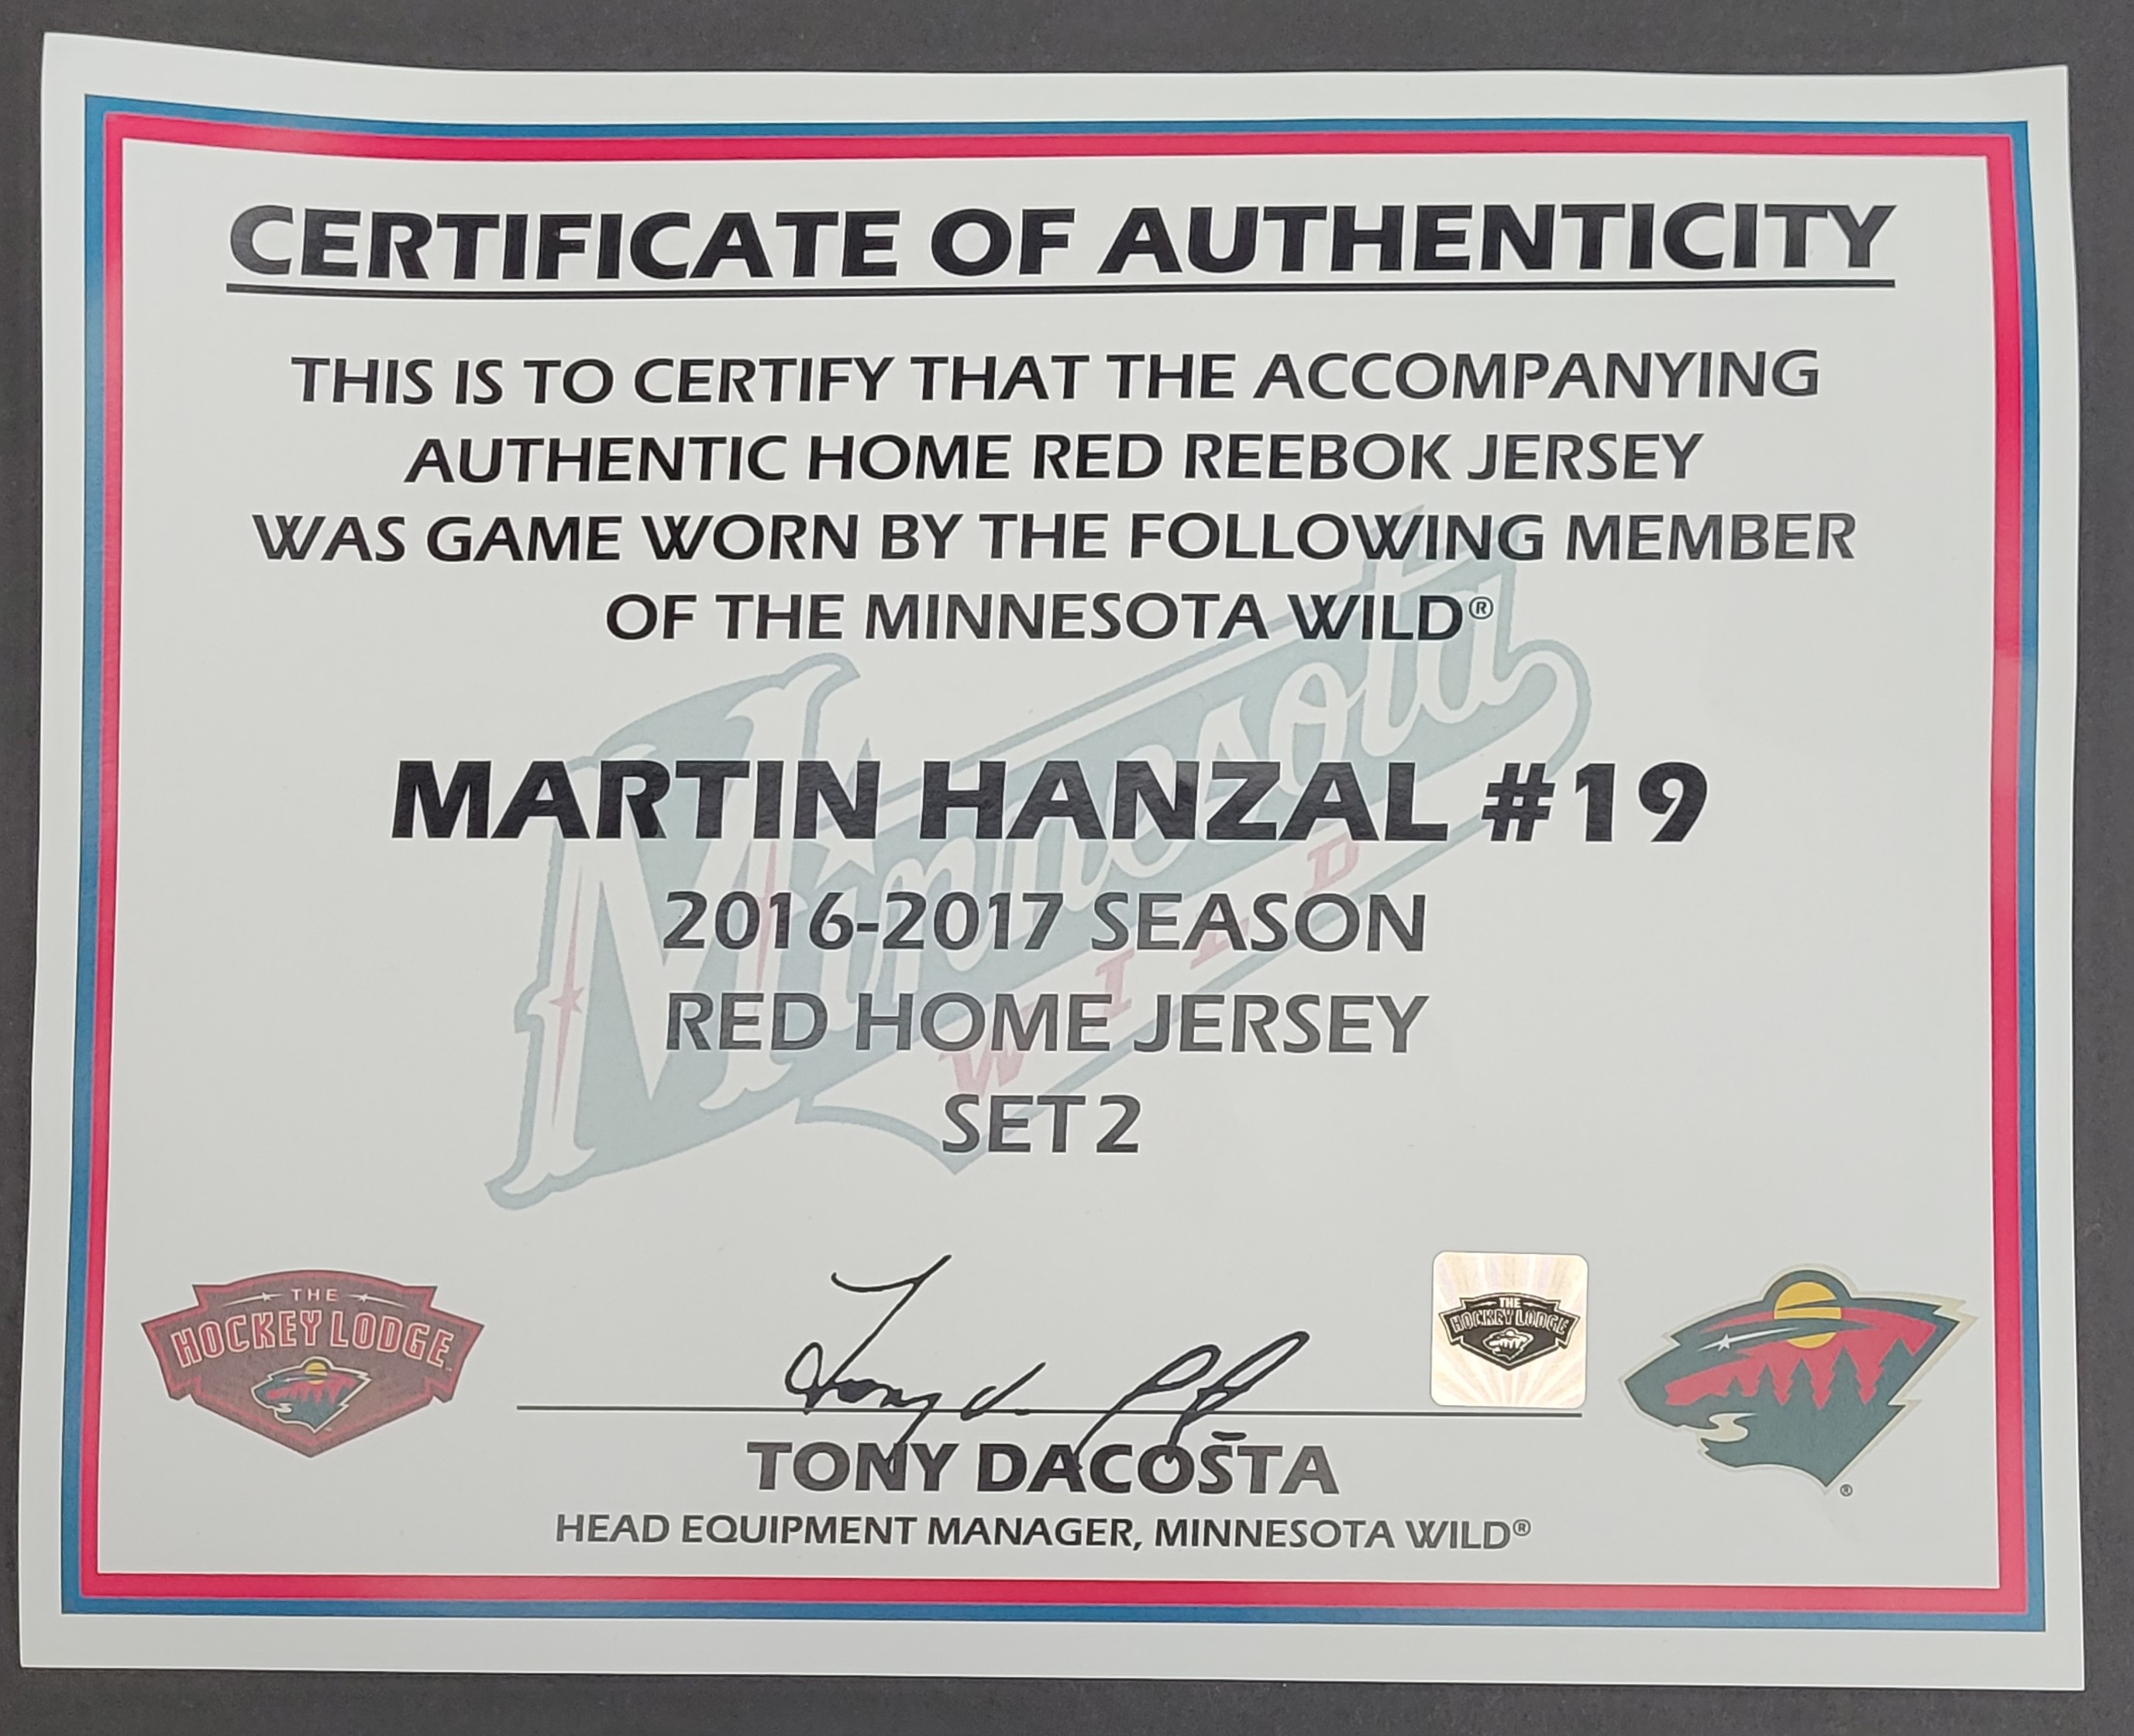 CERTIFICATE OF AUTHENTICITY
THIS IS TO CERTIFY THAT THE ACCOMPANYING
AUTHENTIC HOME RED REEBOK JERSEY
WAS GAME WORN BY THE FOLLOWING MEMBER
OF THE MINNESOTA WILD®
Minnesota
WILD
MARTIN HANZAL #19
2016-2017 SEASON
RED HOME JERSEY
SET 2
THE
HOCKEY LODGE
THE
HOCKEY LODGE
®
TONY DACOSTA
HEAD EQUIPMENT MANAGER, MINNESOTA WILD®